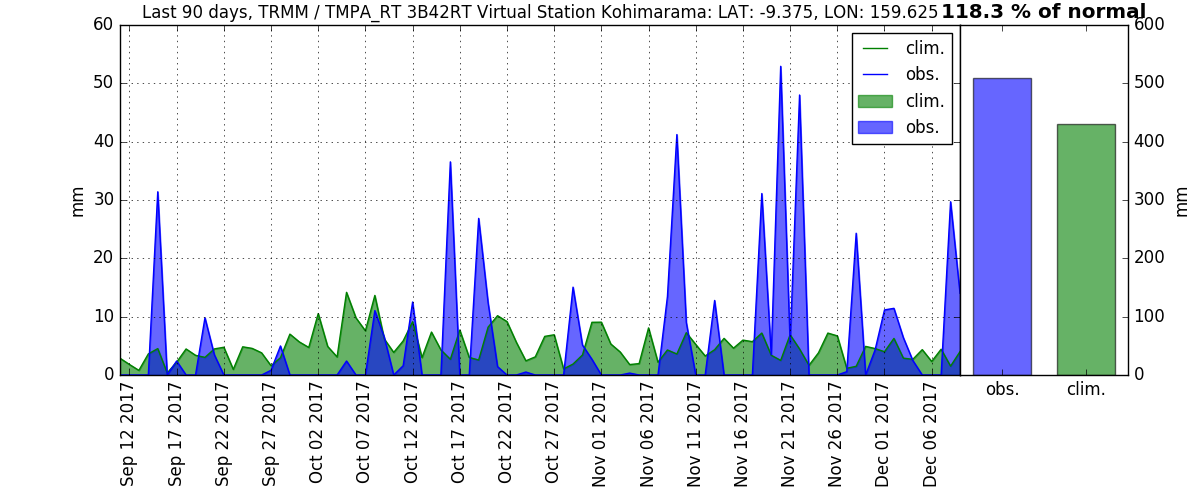 Last 90 days, TRMM / TMPA_RT 3B42RT Virtual Station Kohimarama: LAT: -9.375, LON: 159.625 118.3 % of normal
60
50
40
30
20
10
0
mm
clim.
obs.
clim.
obs.
600
500
400
300
200
100
0
mm
obs.
clim.
Sep 12 2017
Sep 17 2017
Sep 22 2017
Sep 27 2017
Oct 02 2017
Oct 07 2017
Oct 12 2017
Oct 17 2017
Oct 22 2017
Oct 27 2017
Nov 01 2017
Nov 06 2017
Nov 11 2017
Nov 16 2017
Nov 21 2017
Nov 26 2017
Dec 01 2017
Dec 06 2017